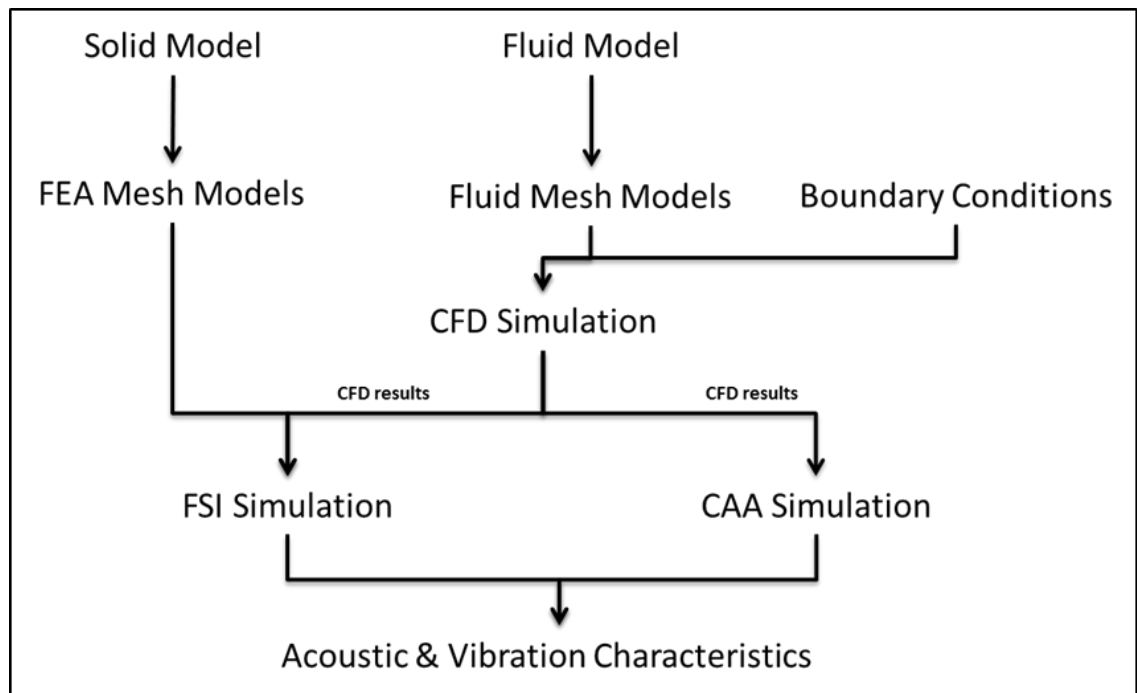 Solid Model
Fluid Model
FEA Mesh Models
Fluid Mesh Models
Boundary Conditions
CFD Simulation
CFD results
CFD results
FSI Simulation
CAA Simulation
Acoustic & Vibration Characteristics